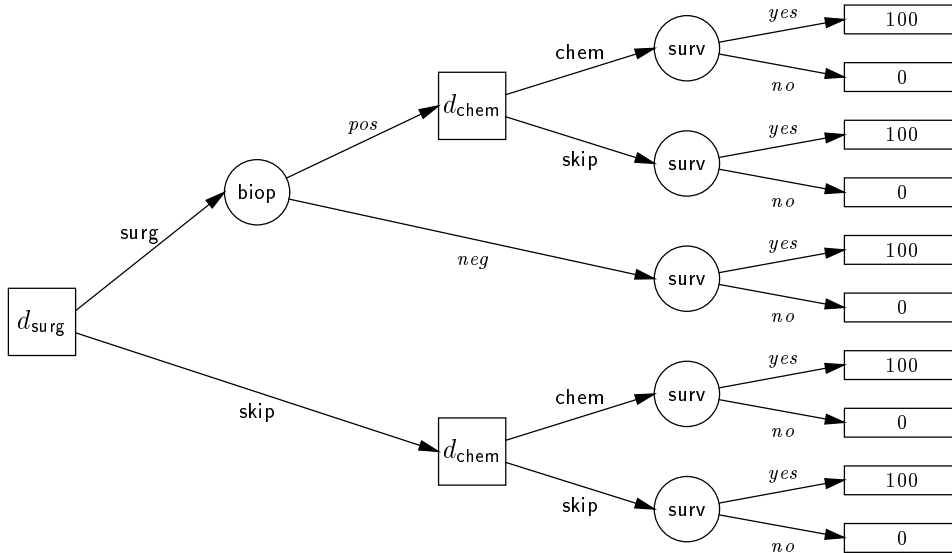 yes
100
chem
surv
no
0
d_chem
pos
skip
yes
100
surv
no
0
biop
surg
neg
yes
100
surv
no
0
d_surg
skip
chem
yes
100
surv
no
0
d_chem
skip
yes
100
surv
no
0